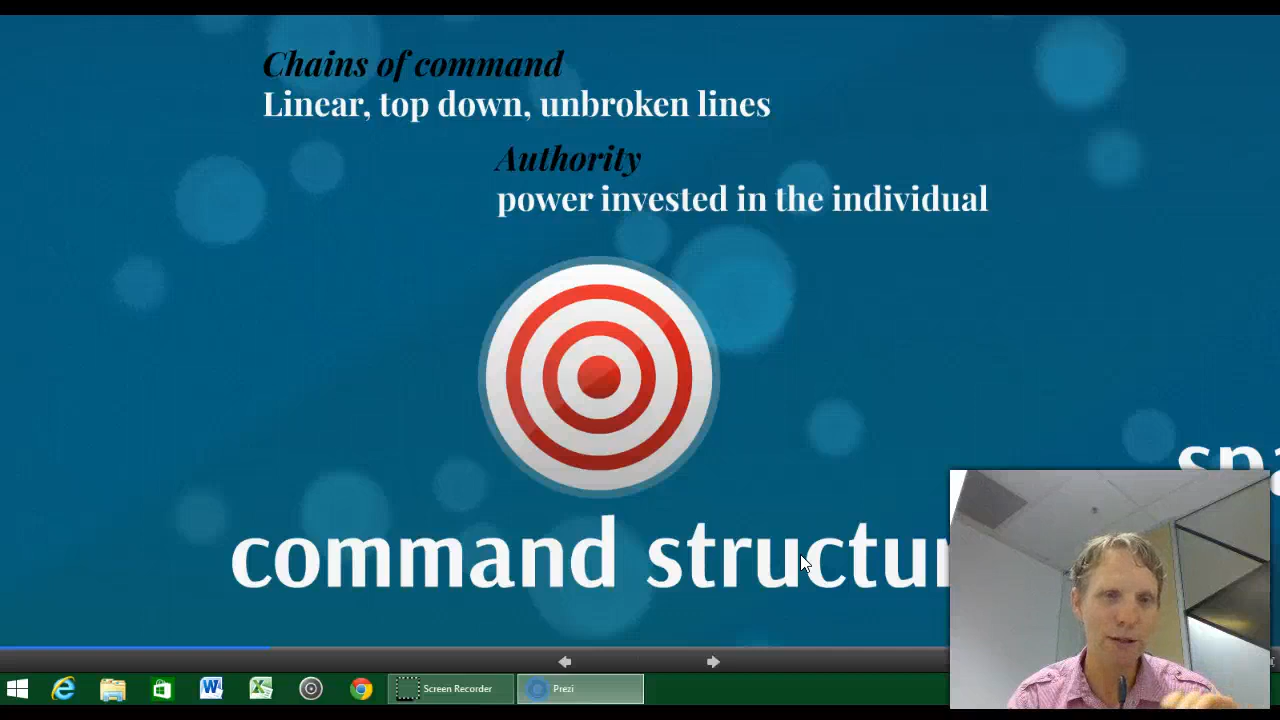 Chains of command
Linear, top down, unbroken lines
Authority
power invested in the individual
command structur
Screen Recorder
Prezi